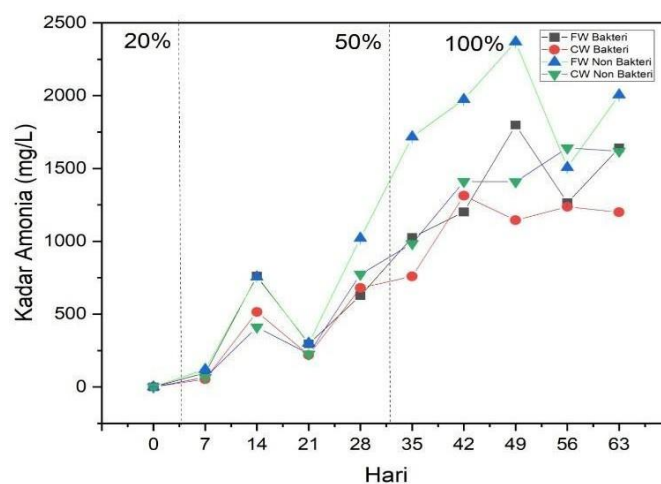 2500
2000
1500
1000
500
0
Kadar Amonia (mg/L)
20%
50%
100%
FW Bakteri
CW Bakteri
FW Non Bakteri
CW Non Bakteri
0 7 14 21 28 35 42 49 56 63
Hari